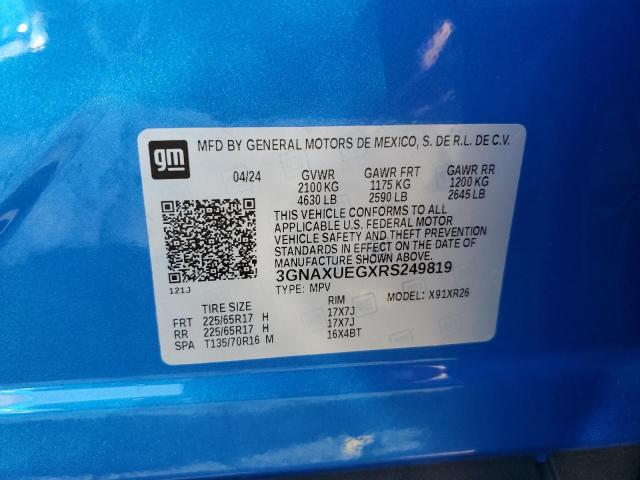 gm
MFD BY GENERAL MOTORS DE MEXICO, S. DE R.L. DE C.V.
04/24 GVWR GAWR FRT GAWR RR
2100 KG 1175 KG 1200 KG
4630 LB 2590 LB 2645 LB
THIS VEHICLE CONFORMS TO ALL
APPLICABLE U.S. FEDERAL MOTOR
VEHICLE SAFETY AND THEFT PREVENTION
STANDARDS IN EFFECT ON THE DATE OF
MANUFACTURE SHOWN ABOVE.
3GNAXUEGXRS249819
121J
TYPE: MPV MODEL: X91XR26
TIRE SIZE RIM
FRT 225/65R17 H 17X7J
RR 225/65R17 H 17X7J
SPA T135/70R16 M 16X4BT